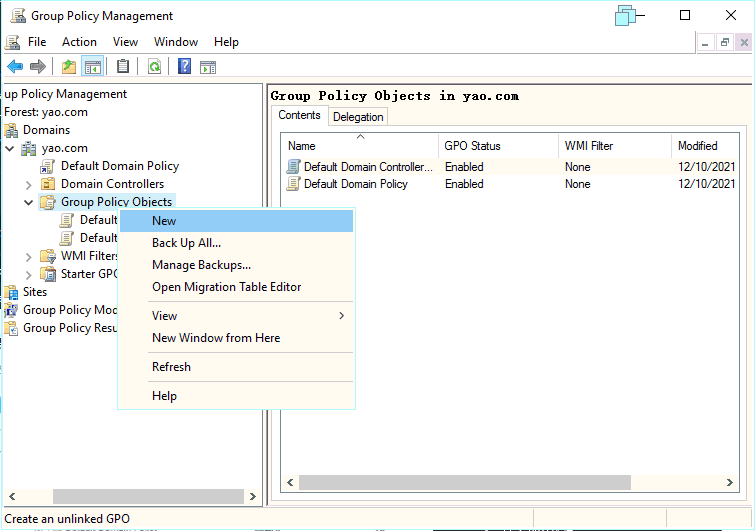 Group Policy Management
File Action View Window Help
up Policy Management
Forest: yao.com
Domains
yao.com
Default Domain Policy
Domain Controllers
Group Policy Objects
Default
Default
WMI Filters
Starter GPO
Sites
Group Policy Mod
Group Policy Resu
New
Back Up All...
Manage Backups...
Open Migration Table Editor
View
New Window from Here
Refresh
Help
Group Policy Objects in yao.com
Contents Delegation
Name GPO Status WMI Filter Modified
Default Domain Controller... Enabled None 12/10/2021
Default Domain Policy Enabled None 12/10/2021
Create an unlinked GPO